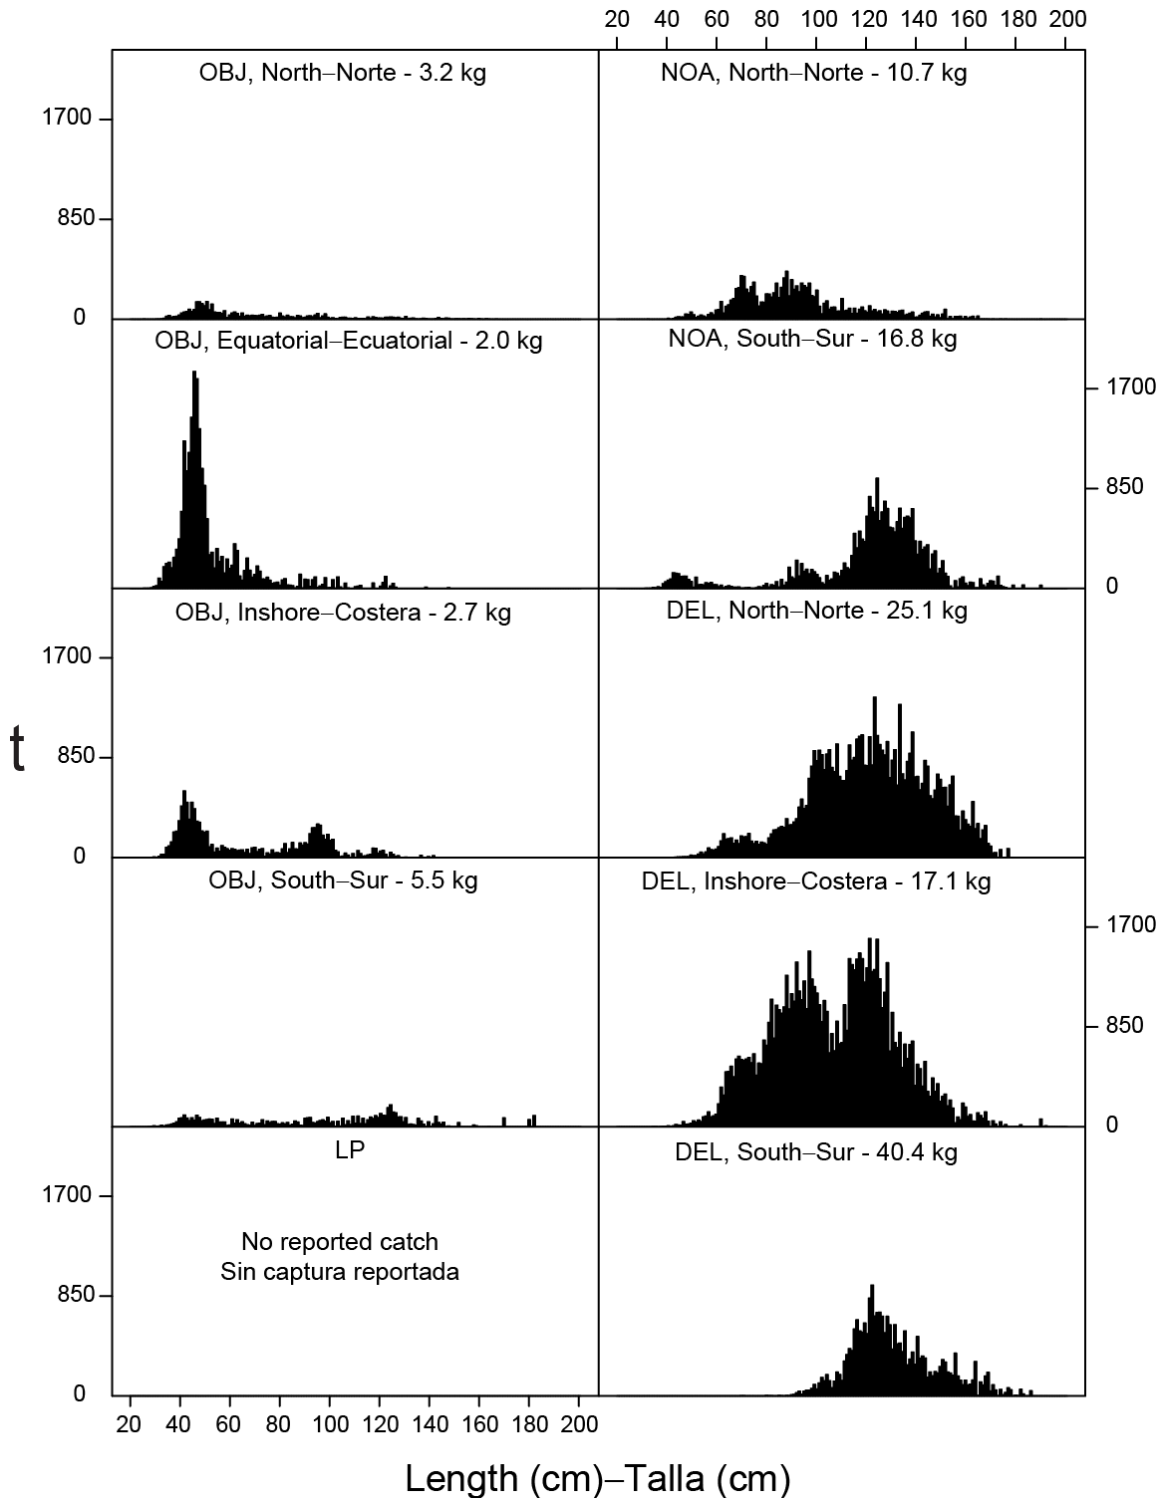 20 40 60 80 100 120 140 160 180 200
OBJ, North–Norte - 3.2 kg
NOA, North–Norte - 10.7 kg
1700
850
0
OBJ, Equatorial–Ecuatorial - 2.0 kg
NOA, South–Sur - 16.8 kg
1700
850
0
OBJ, Inshore–Costera - 2.7 kg
DEL, North–Norte - 25.1 kg
1700
t
850
0
OBJ, South–Sur - 5.5 kg
DEL, Inshore–Costera - 17.1 kg
1700
850
0
LP
DEL, South–Sur - 40.4 kg
1700
No reported catch
Sin captura reportada
850
0
20 40 60 80 100 120 140 160 180 200
Length (cm)–Talla (cm)